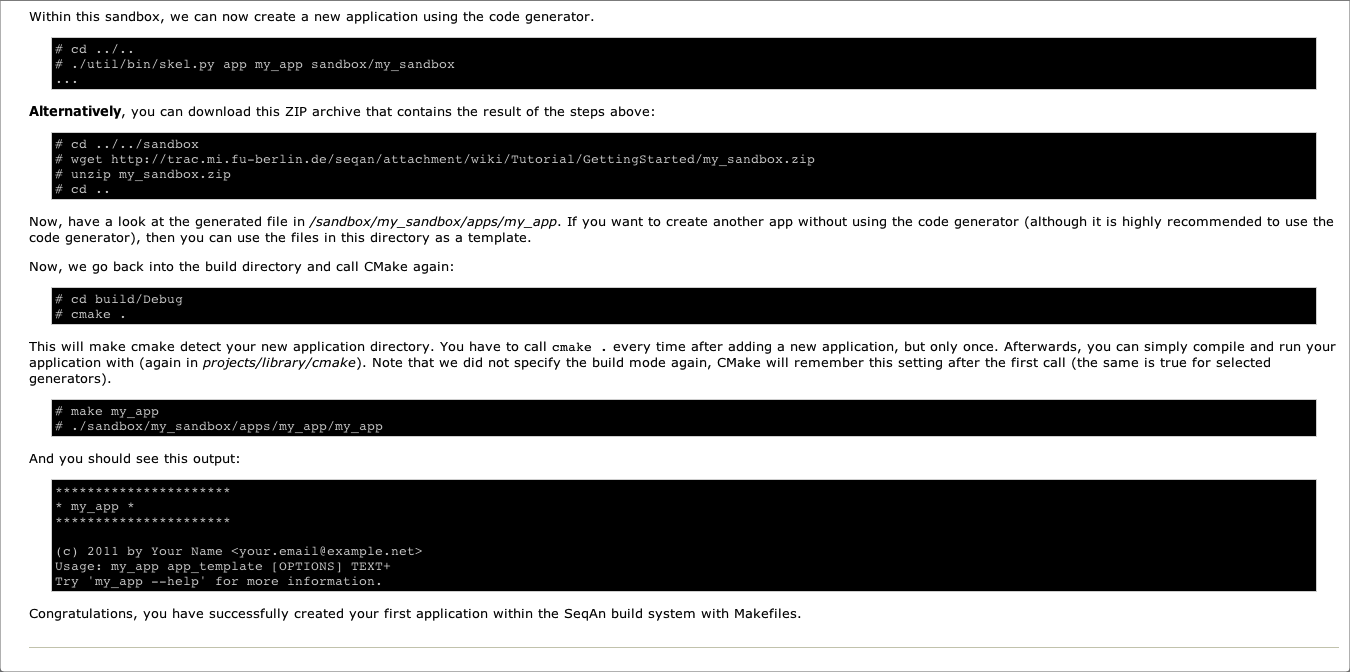 Within this sandbox, we can now create a new application using the code generator.
# cd ../..
# ./util/bin/skel.py app my_app sandbox/my_sandbox
...
Alternatively, you can download this ZIP archive that contains the result of the steps above:
# cd ../../sandbox
# wget http://trac.mi.fu-berlin.de/seqan/attachment/wiki/Tutorial/GettingStarted/my_sandbox.zip
# unzip my_sandbox.zip
# cd ..
Now, have a look at the generated file in /sandbox/my_sandbox/apps/my_app. If you want to create another app without using the code generator (although it is highly recommended to use the
code generator), then you can use the files in this directory as a template.
Now, we go back into the build directory and call CMake again:
# cd build/Debug
# cmake .
This will make cmake detect your new application directory. You have to call cmake . every time after adding a new application, but only once. Afterwards, you can simply compile and run your
application with (again in projects/library/cmake). Note that we did not specify the build mode again, CMake will remember this setting after the first call (the same is true for selected
generators).
# make my_app
# ./sandbox/my_sandbox/apps/my_app/my_app
And you should see this output:
**********************
* my_app *
**********************
(c) 2011 by Your Name <your.email@example.net>
Usage: my_app app_template [OPTIONS] TEXT+
Try 'my_app --help' for more information.
Congratulations, you have successfully created your first application within the SeqAn build system with Makefiles.